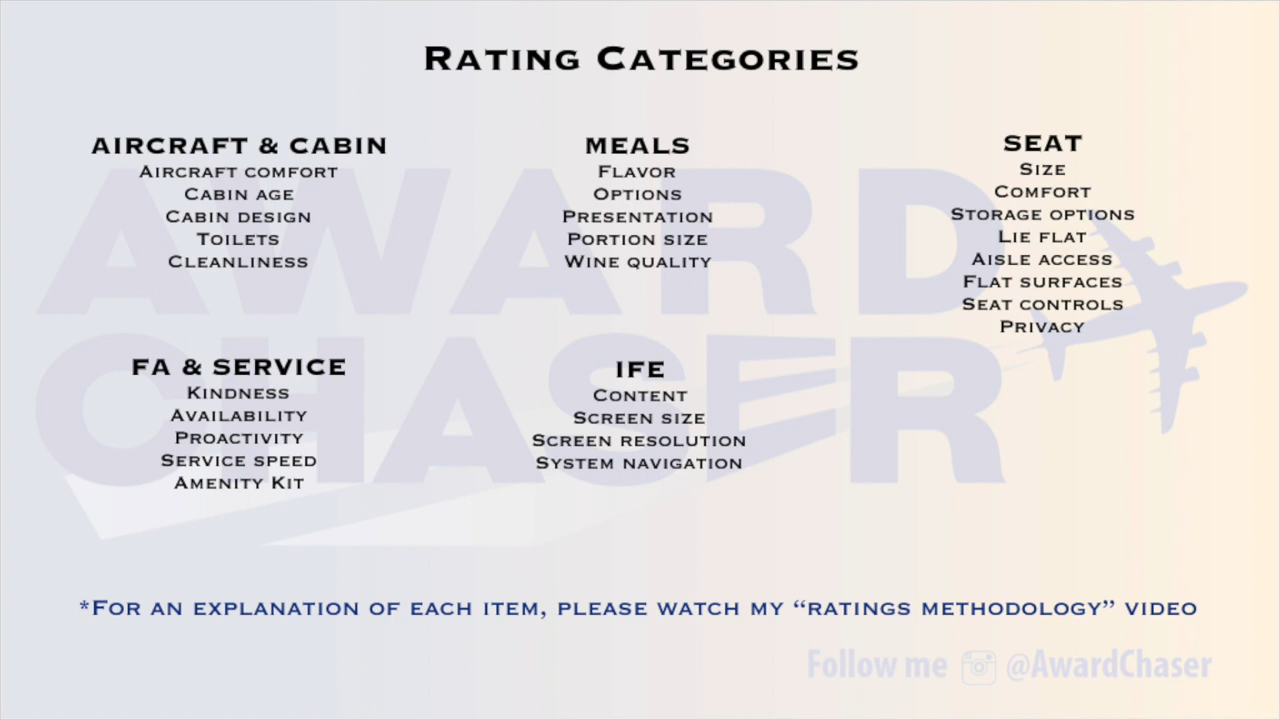 Rating Categories
AIRCRAFT & CABIN
Aircraft comfort
Cabin age
Cabin design
Toilets
Cleanliness
MEALS
Flavor
Options
Presentation
Portion size
Wine quality
SEAT
Size
Comfort
Storage options
Lie flat
Aisle access
Flat surfaces
Seat controls
Privacy
FA & SERVICE
Kindness
Availability
Proactivity
Service speed
Amenity Kit
IFE
Content
Screen size
Screen resolution
System navigation
AWARD
CHASER
*For an explanation of each item, please watch my “ratings methodology” video
Follow me @AwardChaser